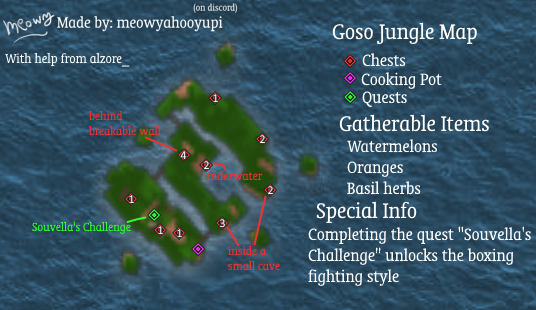 (on discord)
meowy Made by: meowyahooyupi
With help from alzore_
Goso Jungle Map
Chests
Cooking Pot
Quests
Gatherable Items
Watermelons
Oranges
Basil herbs
Special Info
Completing the quest "Souvella's
Challenge" unlocks the boxing
fighting style
behind
breakable wall
underwater
Souvella's Challenge
inside a
small cave
1
2
4
2
2
1
1
1
3